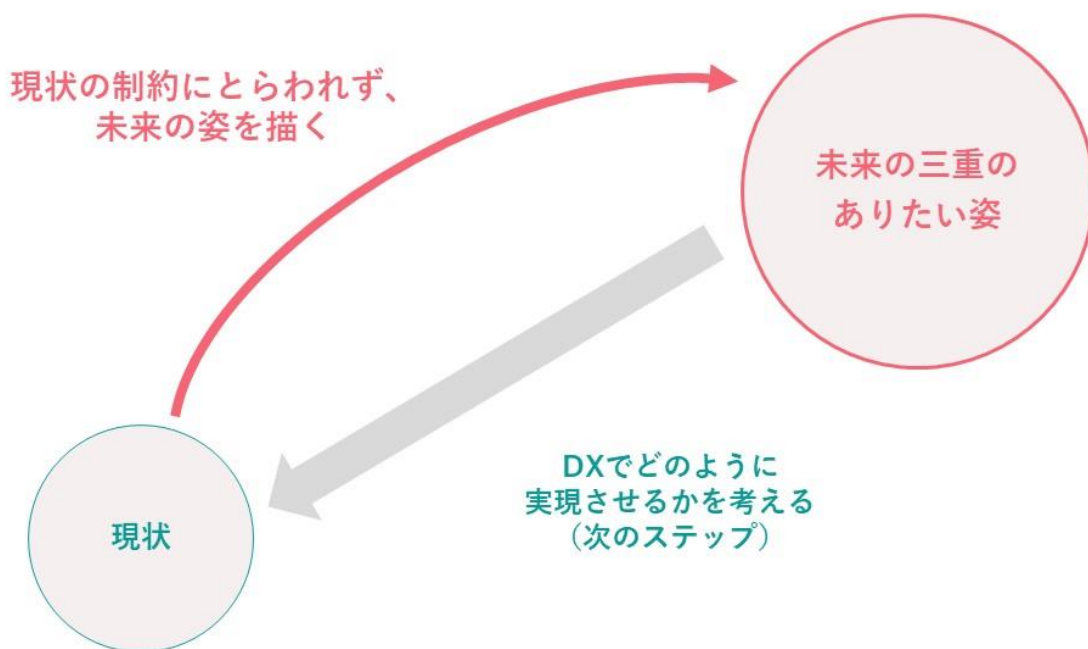 現状の制約にとらわれず、
未来の姿を描く
未来の三重の
ありたい姿
DXでどのように
実現させるかを考える
（次のステップ）
現状